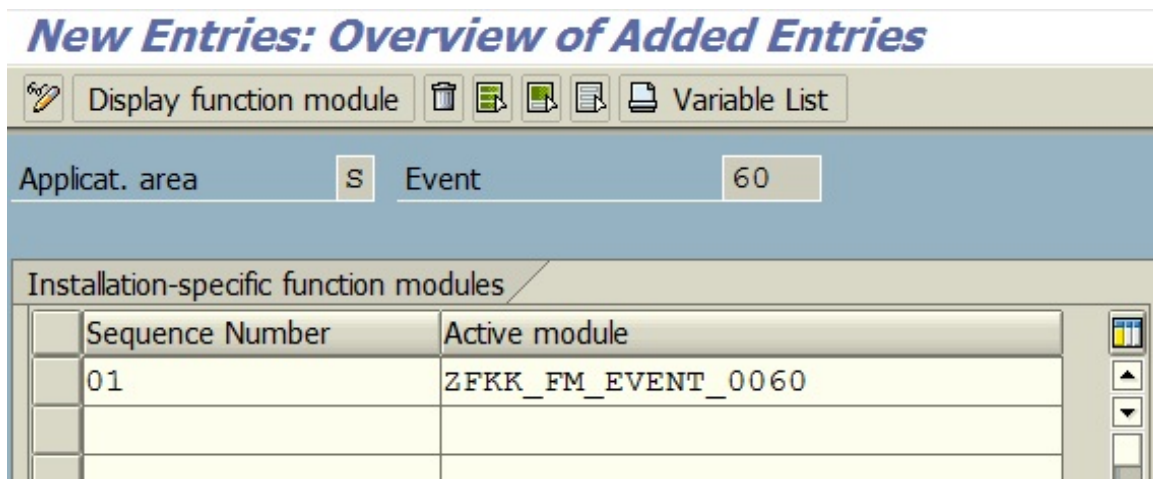 New Entries: Overview of Added Entries
Display function module Variable List
Applicat. area S Event 60
Installation-specific function modules
Sequence Number Active module
01 ZFKK_FM_EVENT_0060